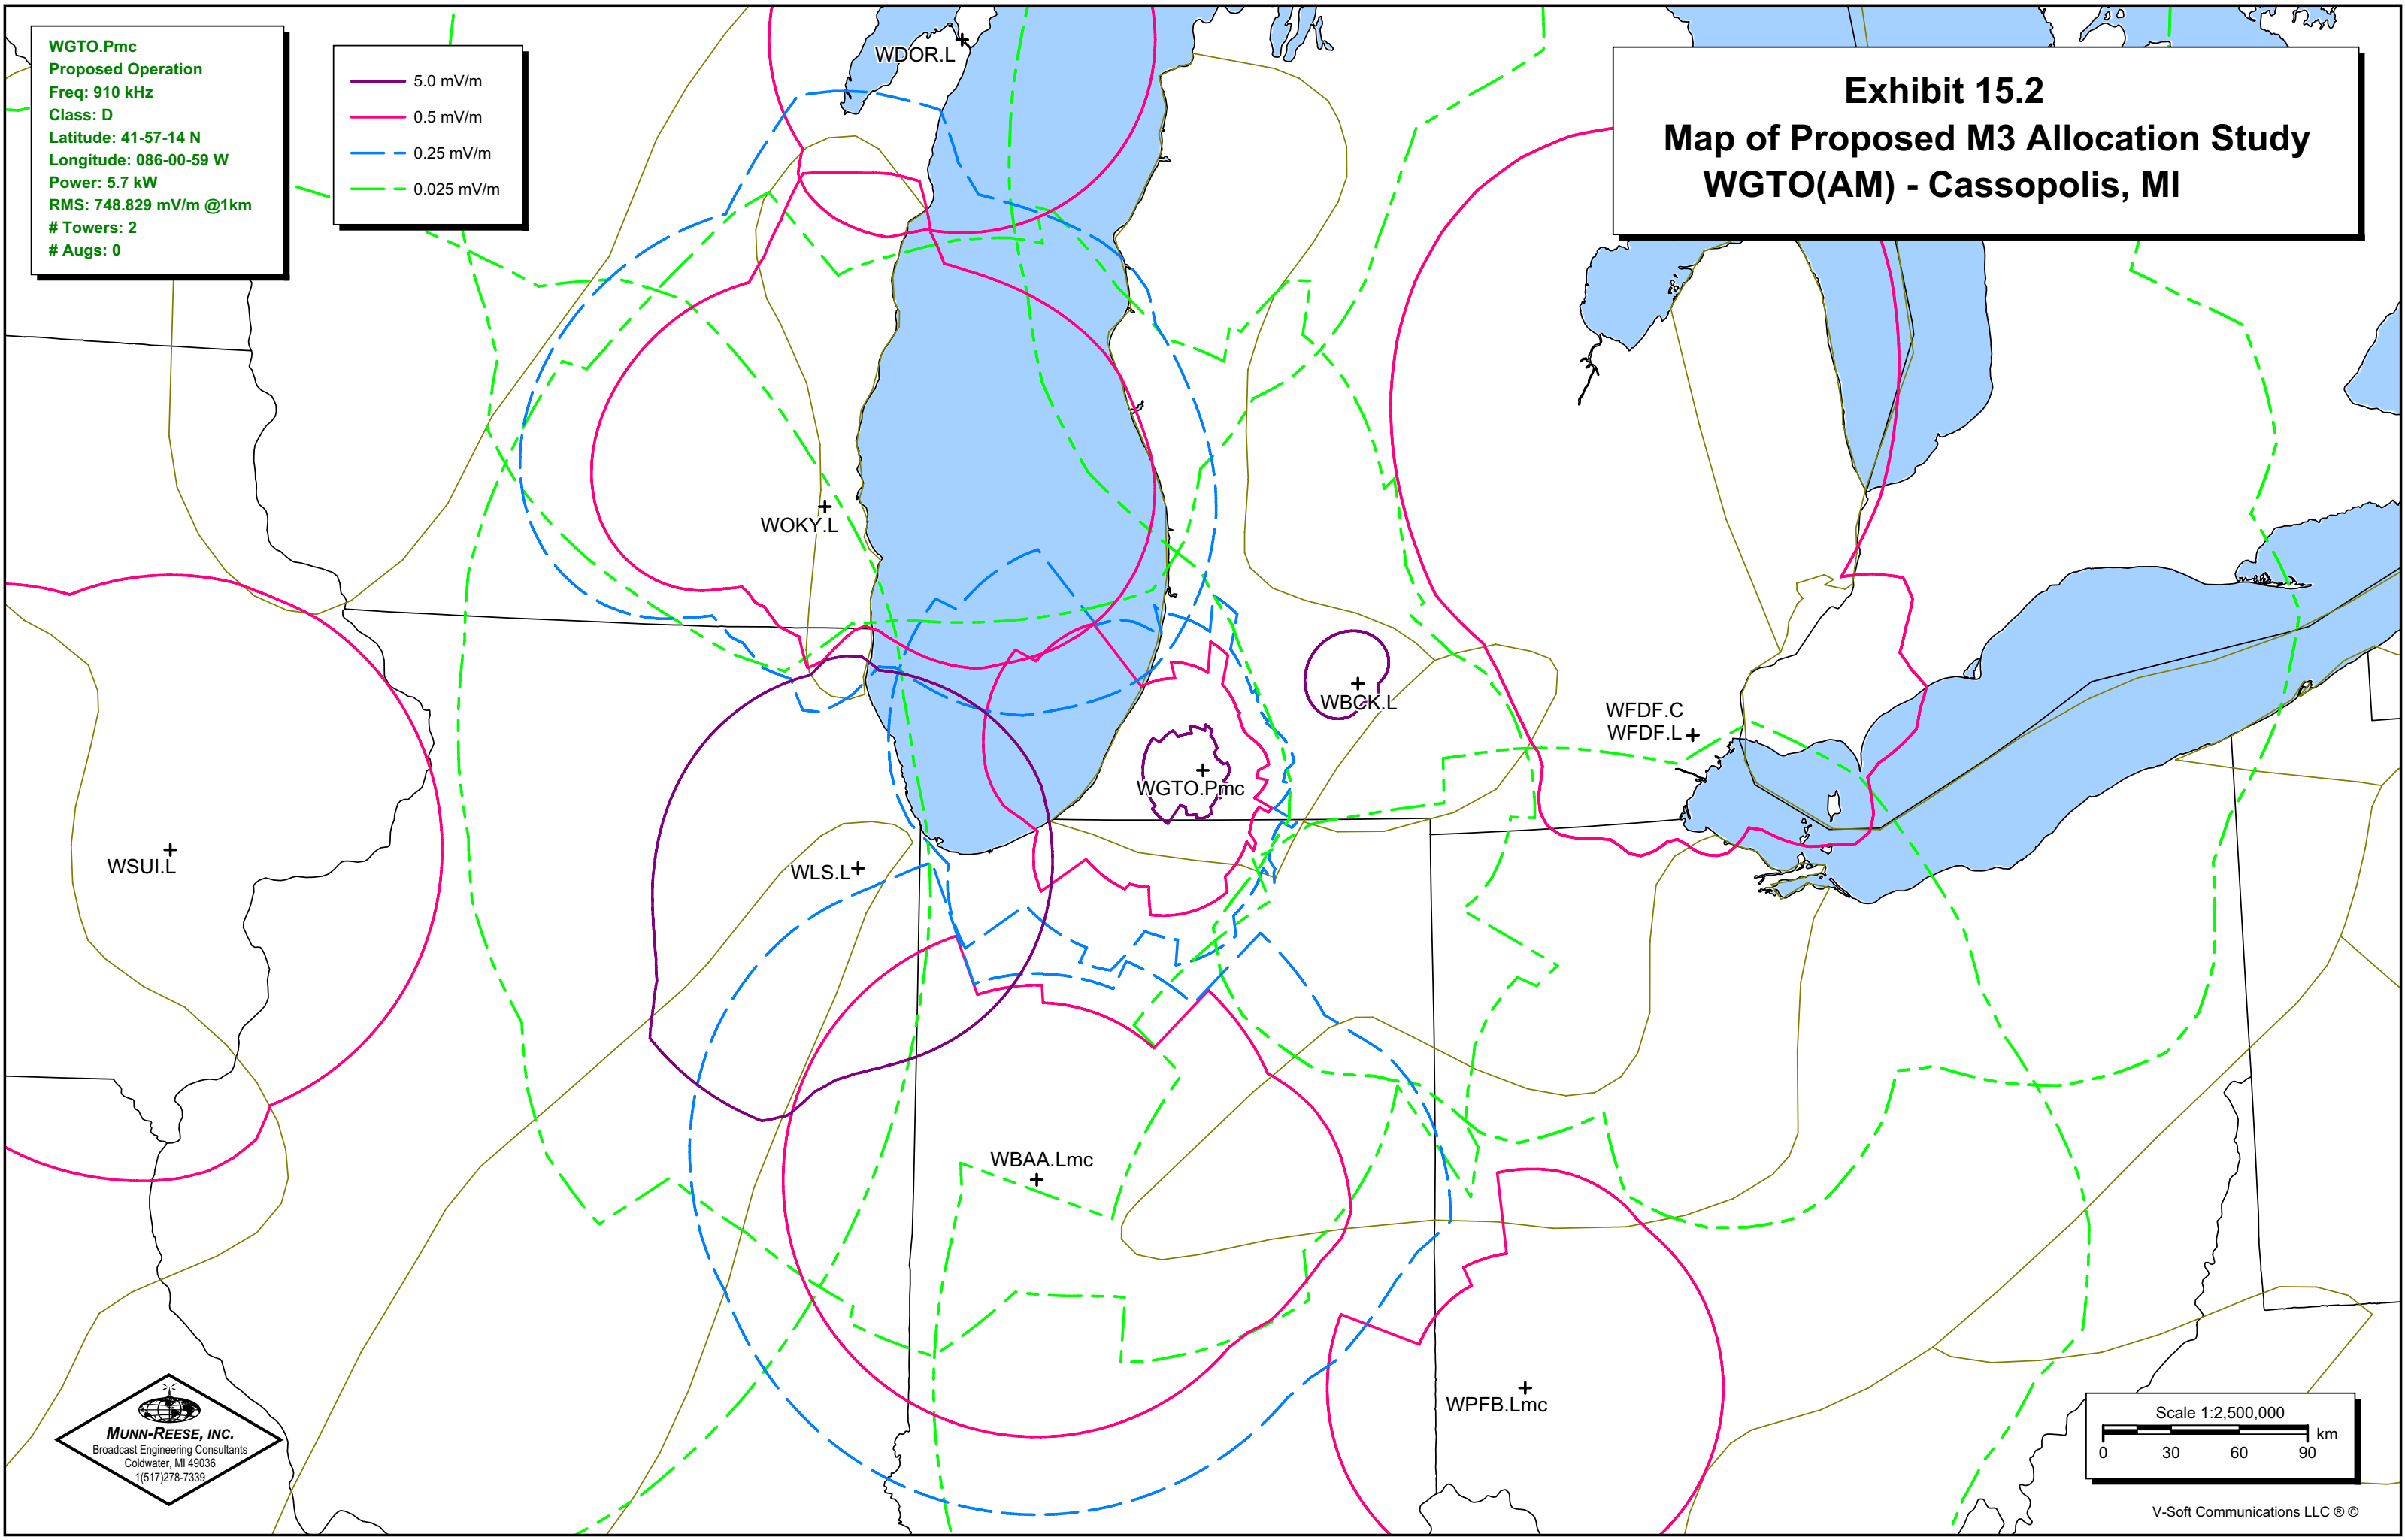 WGTO.Pmc
Proposed Operation
Freq: 910 kHz
Class: D
Latitude: 41-57-14 N
Longitude: 086-00-59 W
Power: 5.7 kW
RMS: 748.829 mV/m @1km
# Towers: 2
# Augs: 0
5.0 mV/m
0.5 mV/m
0.25 mV/m
0.025 mV/m
Exhibit 15.2
Map of Proposed M3 Allocation Study
WGTO(AM) - Cassopolis, MI
WDOR.L
WOKY.L
WBCK.L
WFDF.C
WFDF.L
WGTO.Pmc
WSUI.L
WLS.L
WBAA.Lmc
WPFB.Lmc
MUNN-REESE, INC.
Broadcast Engineering Consultants
Coldwater, MI 49036
1(517)278-7339
Scale 1:2,500,000
km
0 30 60 90
V-Soft Communications LLC ® ©